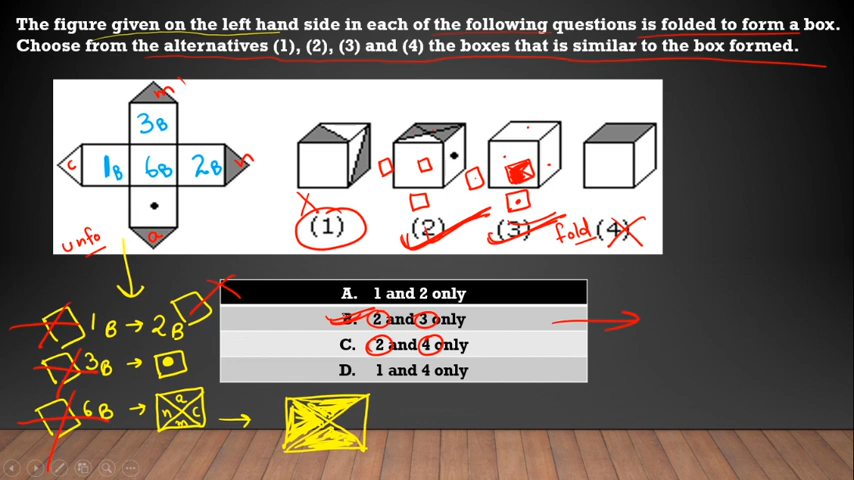 The figure given on the left hand side in each of the following questions is folded to form a box.
Choose from the alternatives (1), (2), (3) and (4) the boxes that is similar to the box formed.
m'
3B
c 1B 6B 2B n
a
unfo
X
(1) (2) (3) fold (4)
A. 1 and 2 only
B. 2 and 3 only
C. 2 and 4 only
D. 1 and 4 only
1B → 2B
3B →
6B → a n c m →